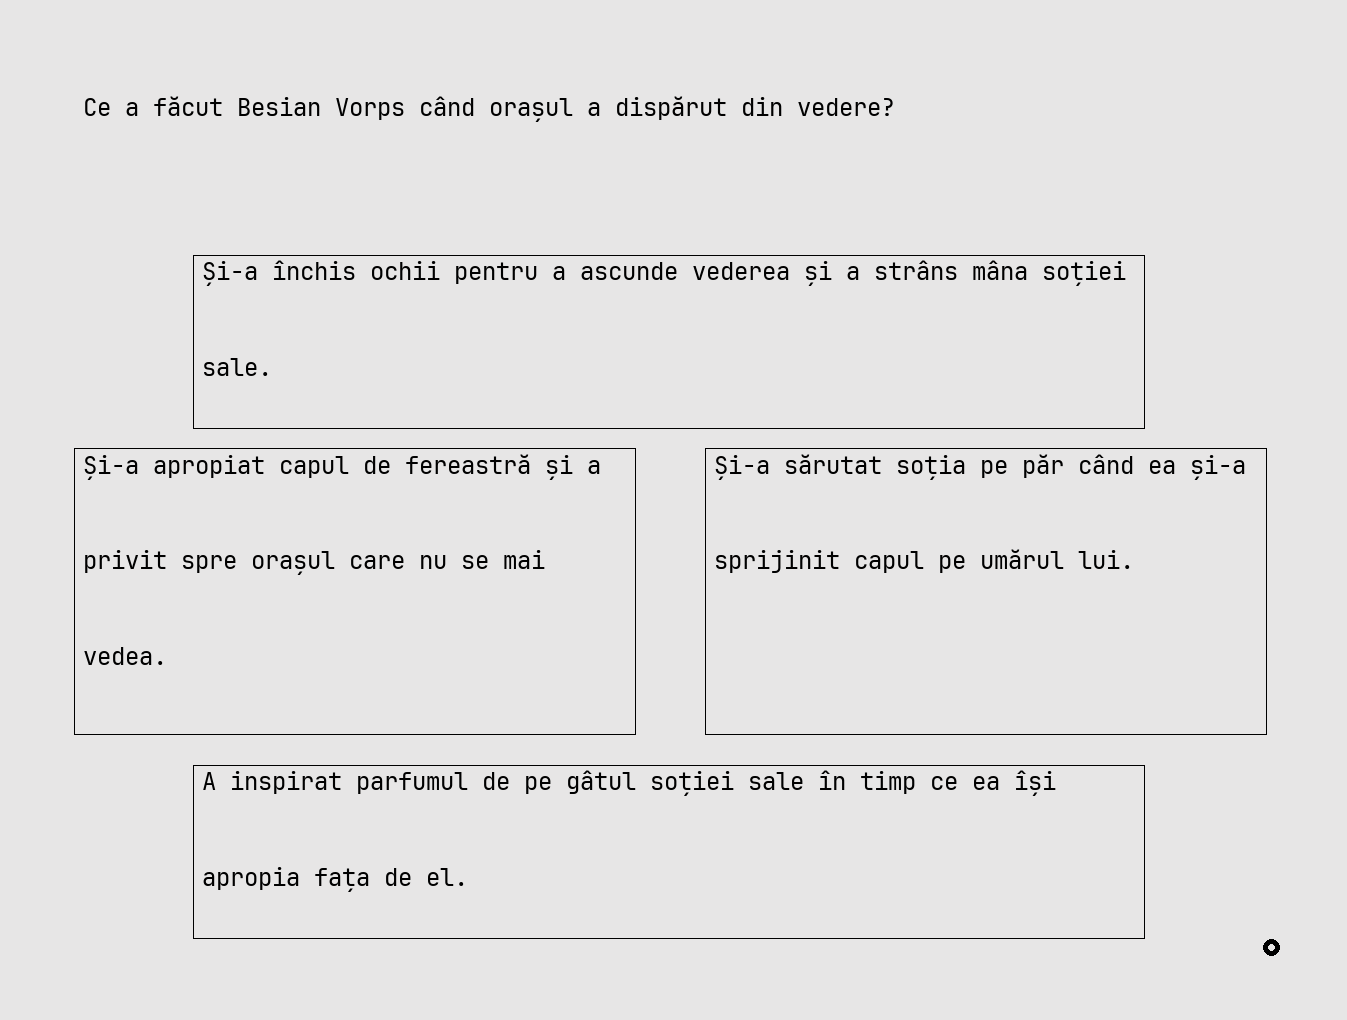 Ce a făcut Besian Vorps când orașul a dispărut din vedere?
Și-a închis ochii pentru a ascunde vederea și a strâns mâna soției
sale.
Și-a apropiat capul de fereastră și a
privit spre orașul care nu se mai
vedea.
Și-a sărutat soția pe păr când ea și-a
sprijinit capul pe umărul lui.
A inspirat parfumul de pe gâtul soției sale în timp ce ea își
apropia fața de el.